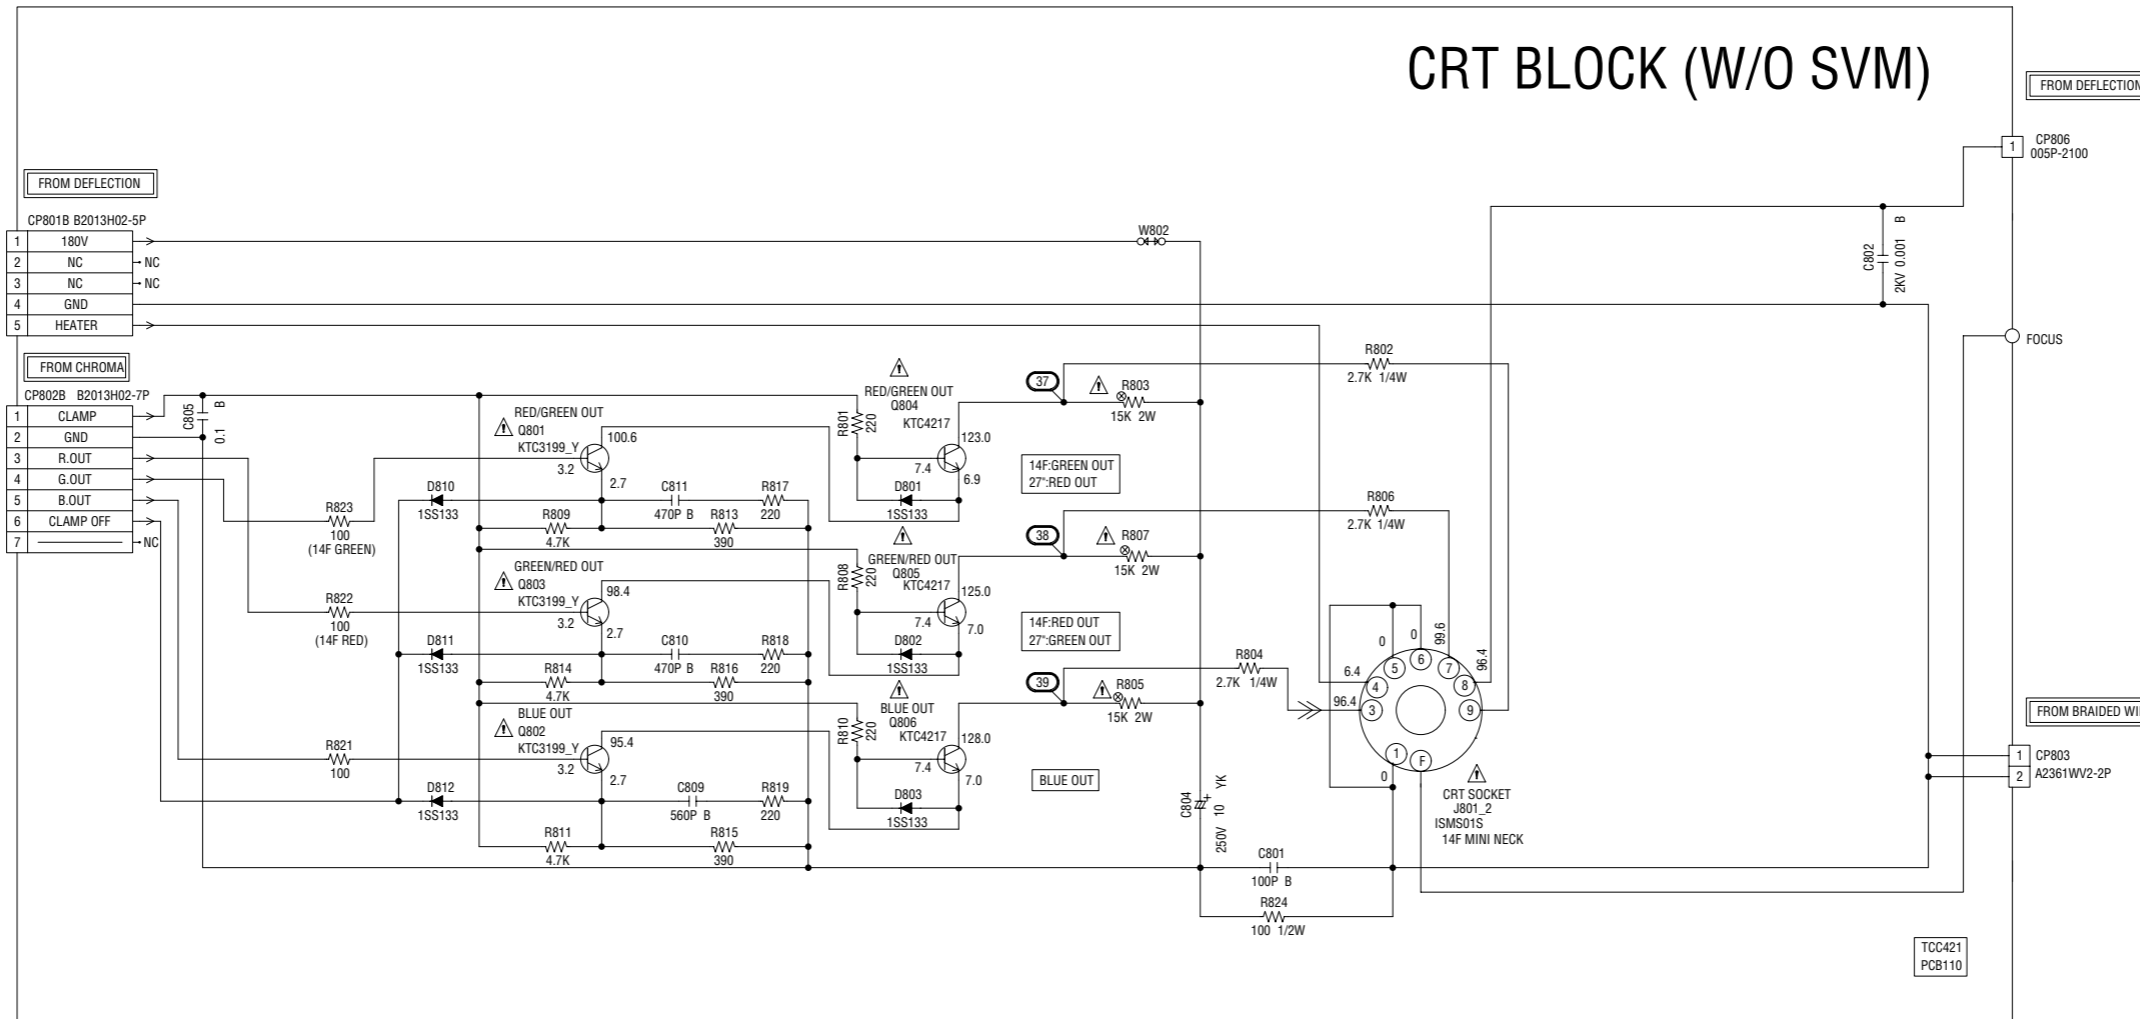 CRT BLOCK (W/O SVM)
FROM DEFLECTION
CP806
005P-2100
1
FROM DEFLECTION
CP801B B2013H02-5P
1 180V
2 NC NC
3 NC NC
4 GND
5 HEATER
W802
C802
2KV 0.001 B
FOCUS
FROM CHROMA
CP802B B2013H02-7P
1 CLAMP
2 GND
3 R.OUT
4 G.OUT
5 B.OUT
6 CLAMP OFF
7 NC
C805
0.1 B
R823
100
(14F GREEN)
R822
100
(14F RED)
R821
100
D810
1SS133
D811
1SS133
D812
1SS133
RED/GREEN OUT
Q801
KTC3199_Y
100.6
3.2
2.7
C811
470P B
R817
220
R809
4.7K
R813
390
GREEN/RED OUT
Q803
KTC3199_Y
98.4
3.2
2.7
C810
470P B
R818
220
R814
4.7K
R816
390
BLUE OUT
Q802
KTC3199_Y
95.4
3.2
2.7
C809
560P B
R819
220
R811
4.7K
R815
390
RED/GREEN OUT
Q804
KTC4217
R801
220
123.0
7.4
6.9
D801
1SS133
GREEN/RED OUT
Q805
KTC4217
R808
220
125.0
7.4
7.0
D802
1SS133
BLUE OUT
Q806
KTC4217
R810
220
128.0
7.4
7.0
D803
1SS133
37
R803
15K 2W
R802
2.7K 1/4W
14F:GREEN OUT
27":RED OUT
38
R807
15K 2W
R806
2.7K 1/4W
14F:RED OUT
27":GREEN OUT
39
R805
15K 2W
R804
2.7K 1/4W
BLUE OUT
C804
+
250V 10 YK
C801
100P B
R824
100 1/2W
0
0
99.6
96.4
6.4
96.4
0
5
6
7
4
8
3
9
1
F
CRT SOCKET
J801_2
ISMS01S
14F MINI NECK
FROM BRAIDED WI
1 CP803
2 A2361WV2-2P
TCC421
PCB110